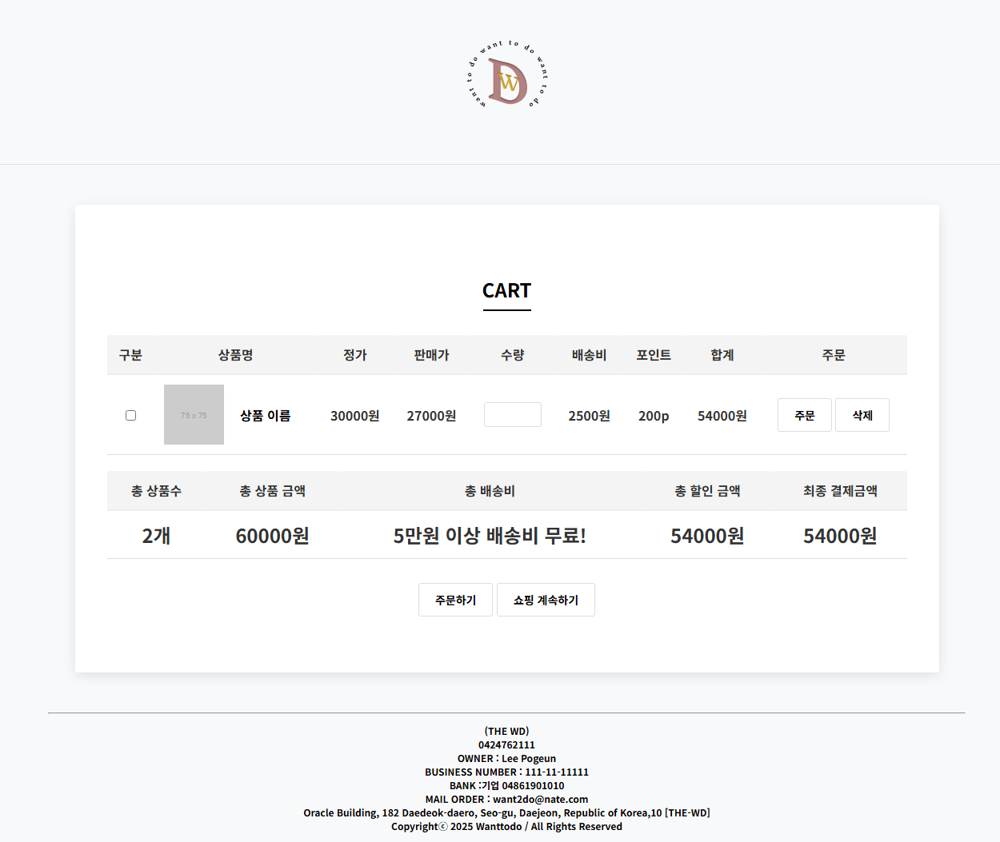 want to do want to do want to do
D
W
CART
구분 상품명 정가 판매가 수량 배송비 포인트 합계 주문
75 x 75 상품 이름 30000원 27000원 2500원 200p 54000원 주문 삭제
총 상품수 총 상품 금액 총 배송비 총 할인 금액 최종 결제금액
2개 60000원 5만원 이상 배송비 무료! 54000원 54000원
주문하기 쇼핑 계속하기
(THE WD)
0424762111
OWNER : Lee Pogeun
BUSINESS NUMBER : 111-11-11111
BANK :기업 04861901010
MAIL ORDER : want2do@nate.com
Oracle Building, 182 Daedeok-daero, Seo-gu, Daejeon, Republic of Korea,10 [THE-WD]
Copyrightⓒ 2025 Wanttodo / All Rights Reserved